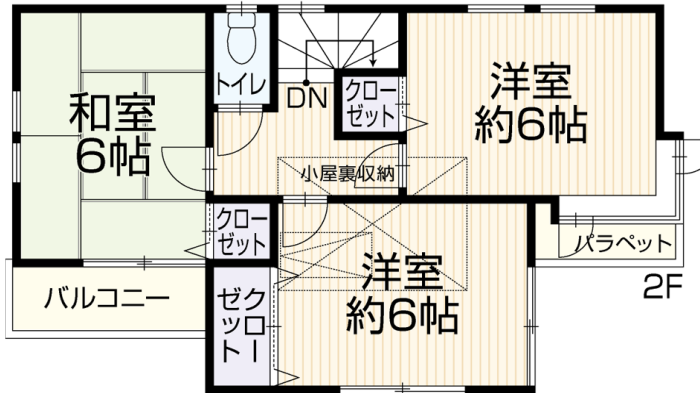 トイレ
DN
クロー
ゼット
洋室
約6帖
和室
6帖
小屋裏収納
クロー
ゼット
洋室
約6帖
パラペット
バルコニー
クロー
ゼット
2F